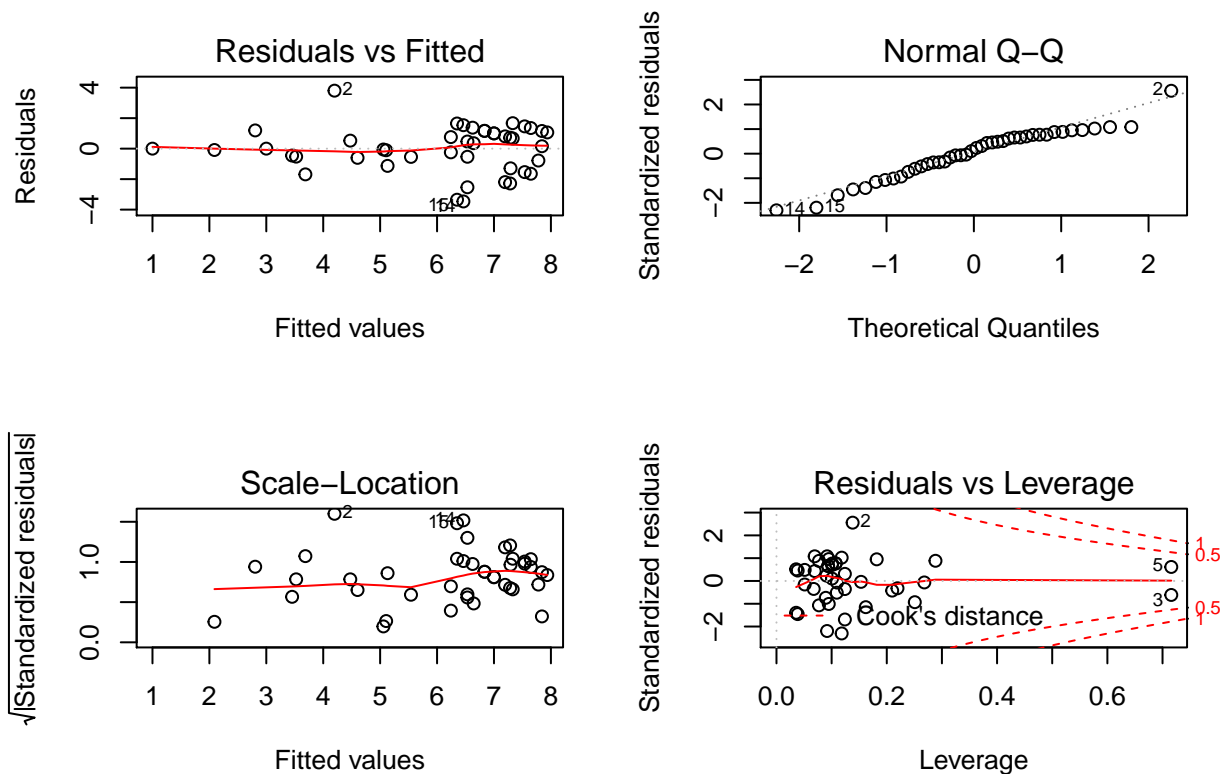 Residuals vs Fitted
Residuals
4
0
−4
2
15
14
1 2 3 4 5 6 7 8
Fitted values
Normal Q−Q
Standardized residuals
2
0
−2
2
14
15
−2 −1 0 1 2
Theoretical Quantiles
Scale−Location
√|Standardized residuals|
1.0
0.0
2
14
15
1 2 3 4 5 6 7 8
Fitted values
Residuals vs Leverage
Standardized residuals
2
0
−2
2
5
3
1
0.5
0.5
1
Cook's distance
0.0 0.2 0.4 0.6
Leverage